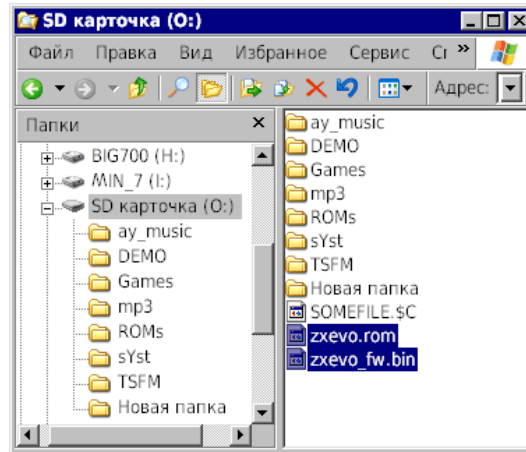 SD карточка (O:)
Файл Правка Вид Избранное Сервис »
Адрес:
Папки
BIG700 (H:)
MIN_7 (I:)
SD карточка (O:)
ay_music
DEMO
Games
mp3
ROMs
sYst
TSFM
Новая папка
ay_music
DEMO
Games
mp3
ROMs
sYst
TSFM
Новая папка
SOMEFILE.$C
zxevo.rom
zxevo_fw.bin